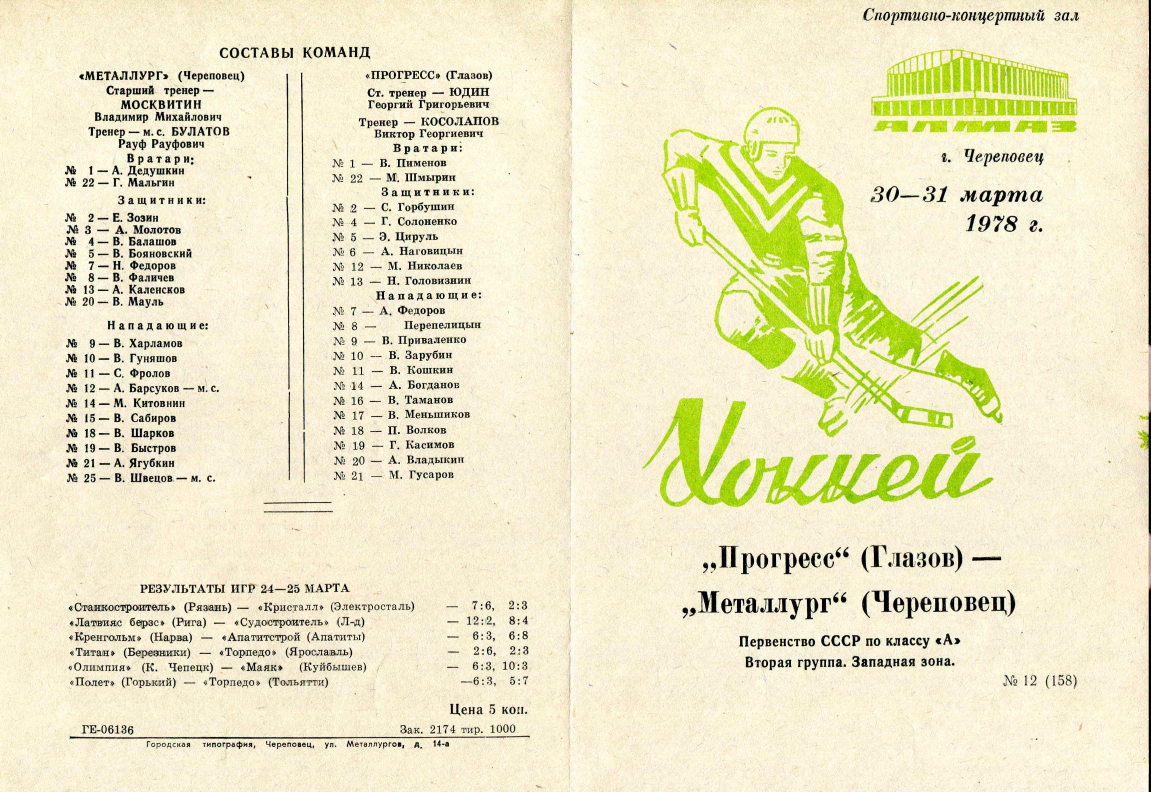 СОСТАВЫ КОМАНД
«МЕТАЛЛУРГ» (Череповец)
Старший тренер —
МОСКВИТИН
Владимир Михайлович
Тренер — м. с. БУЛАТОВ
Рауф Рауфович
Вратари:
№ 1 — А. Дедушкин
№ 22 — Г. Мальгин
Защитники:
№ 2 — Е. Зозин
№ 3 — А. Молотов
№ 4 — В. Балашов
№ 5 — В. Бояновский
№ 7 — Н. Федоров
№ 8 — В. Фаличев
№ 13 — А. Каленсков
№ 20 — В. Мауль
Нападающие:
№ 9 — В. Харламов
№ 10 — В. Гуняшов
№ 11 — С. Фролов
№ 12 — А. Барсуков — м. с.
№ 14 — М. Китовнин
№ 15 — В. Сабиров
№ 18 — В. Шарков
№ 19 — В. Быстров
№ 21 — А. Ягубкин
№ 25 — В. Швецов — м. с.
«ПРОГРЕСС» (Глазов)
Ст. тренер — ЮДИН
Георгий Григорьевич
Тренер — КОСОЛАПОВ
Виктор Георгиевич
Вратари:
№ 1 — В. Пименов
№ 22 — М. Шмырин
Защитники:
№ 2 — С. Горбушин
№ 4 — Г. Солоненко
№ 5 — Э. Цируль
№ 6 — А. Наговицын
№ 12 — М. Николаев
№ 13 — Н. Головизнин
Нападающие:
№ 7 — А. Федоров
№ 8 — Перепелицын
№ 9 — В. Приваленко
№ 10 — В. Зарубин
№ 11 — В. Кошкин
№ 14 — А. Богданов
№ 16 — В. Таманов
№ 17 — В. Меньшиков
№ 18 — П. Волков
№ 19 — Г. Касимов
№ 20 — А. Владыкин
№ 21 — М. Гусаров
РЕЗУЛЬТАТЫ ИГР 24—25 МАРТА
«Станкостроитель» (Рязань) — «Кристалл» (Электросталь) — 7:6, 2:3
«Латвияс берзс» (Рига) — «Судостроитель» (Л-д) — 12:2, 8:4
«Кренгольм» (Нарва) — «Апатитстрой (Апатиты) — 6:3, 6:8
«Титан» (Березники) — «Торпедо» (Ярославль) — 2:6, 2:3
«Олимпия» (К. Чепецк) — «Маяк» (Куйбышев) — 6:3, 10:3
«Полет» (Горький) — «Торпедо» (Тольятти) —6:3, 5:7
Цена 5 коп.
ГЕ-06136 Зак. 2174 тир. 1000
Городская типография, Череповец, ул. Металлургов, д. 14-а
Спортивно-концертный зал
АЛМАЗ
г. Череповец
30—31 марта
1978 г.
Хоккей
„Прогресс“ (Глазов) —
„Металлург“ (Череповец)
Первенство СССР по классу «А»
Вторая группа. Западная зона.
№ 12 (158)